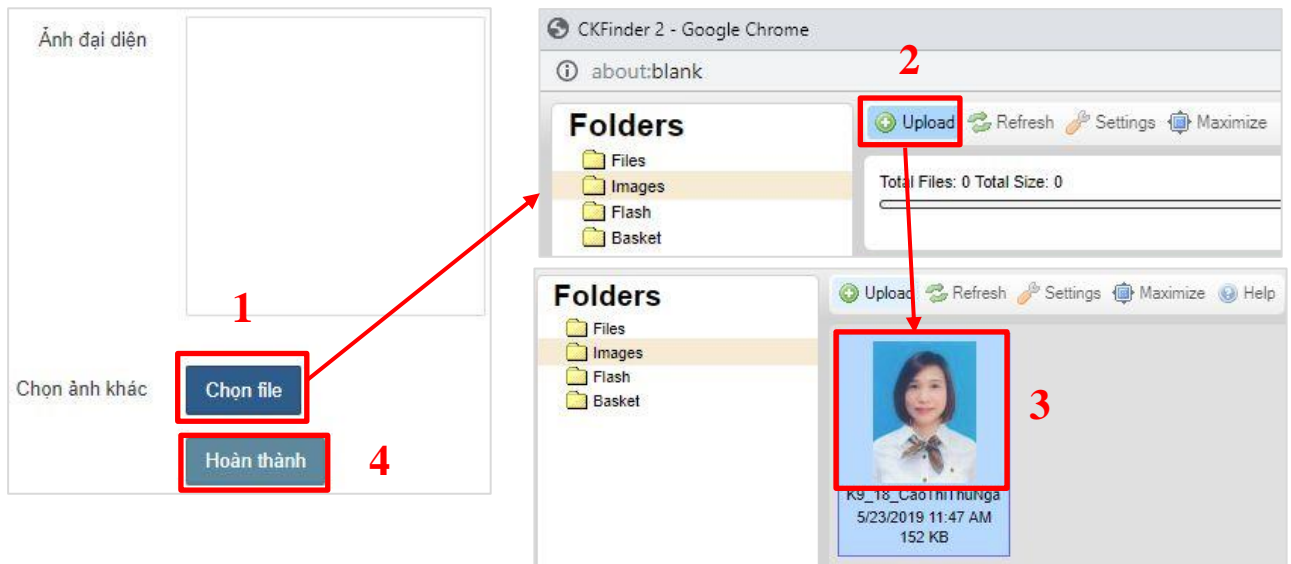 Ảnh đại diện
1
Chọn ảnh khác
Chọn file
Hoàn thành
4
CKFinder 2 - Google Chrome
about:blank
2
Folders
Upload Refresh Settings Maximize
Files
Images
Flash
Basket
Total Files: 0 Total Size: 0
Folders
Upload Refresh Settings Maximize Help
Files
Images
Flash
Basket
3
K9_18_CaoThiThuNga
5/23/2019 11:47 AM
152 KB